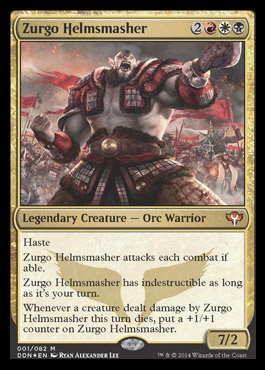 Zurgo Helmsmasher 2
Legendary Creature — Orc Warrior
Haste
Zurgo Helmsmasher attacks each combat if
able.
Zurgo Helmsmasher has indestructible as long
as it's your turn.
Whenever a creature dealt damage by Zurgo
Helmsmasher this turn dies, put a +1/+1
counter on Zurgo Helmsmasher.
7/2
001/082 M
DDN★EN Ryan Alexander Lee
™ & © 2014 Wizards of the Coast